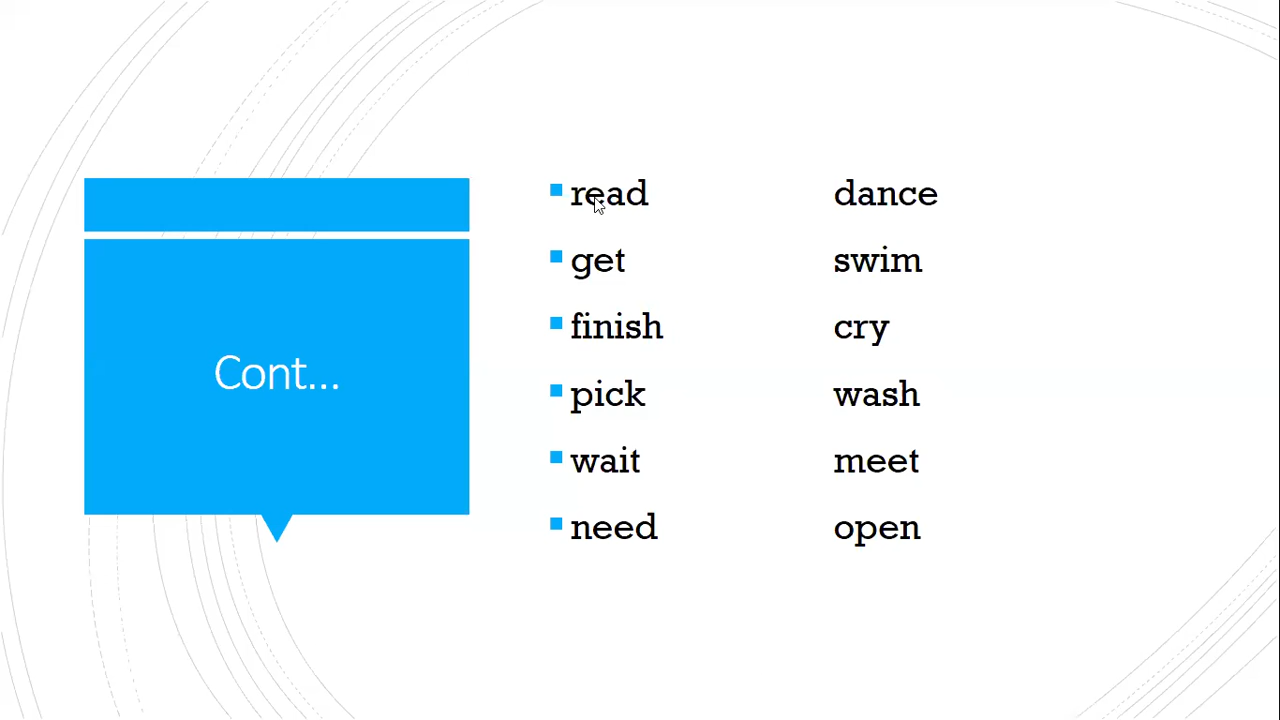 Cont...
read dance
get swim
finish cry
pick wash
wait meet
need open